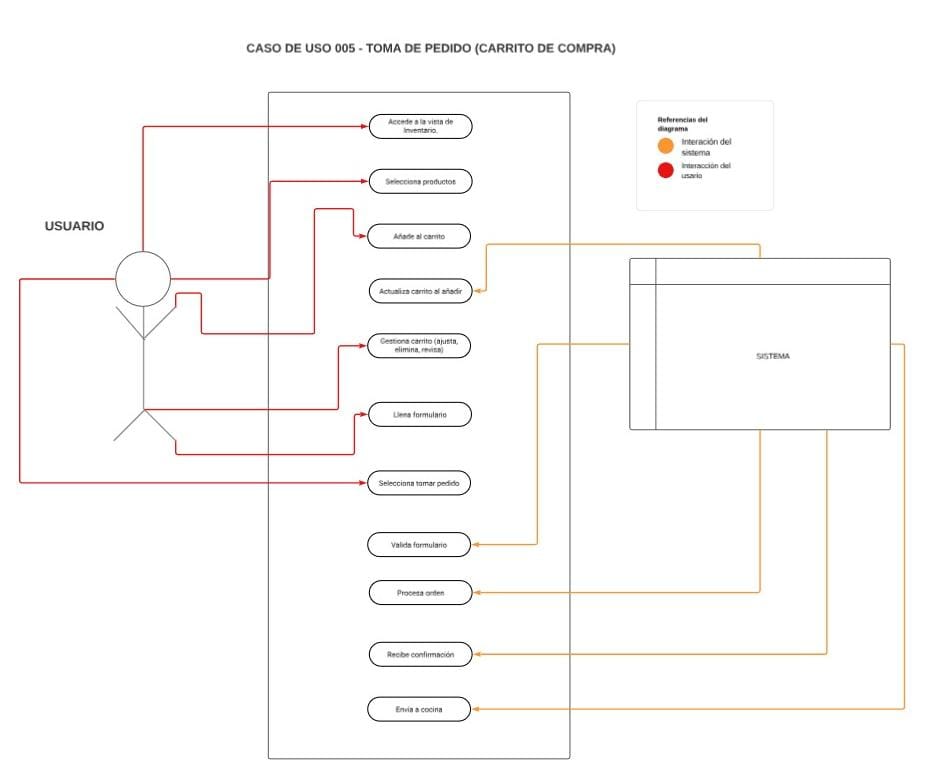 CASO DE USO 005 - TOMA DE PEDIDO (CARRITO DE COMPRA)
Referencias del
diagrama
Interación del
sistema
Interacción del
usario
USUARIO
Accede a la vista de
Inventario,
Selecciona productos
Añade al carrito
Actualiza carrito al añadir
Gestiona carrito (ajusta,
elimina, revisa)
Llena formulario
Selecciona tomar pedido
Valida formulario
Procesa orden
Recibe confirmación
Envia a cocina
SISTEMA